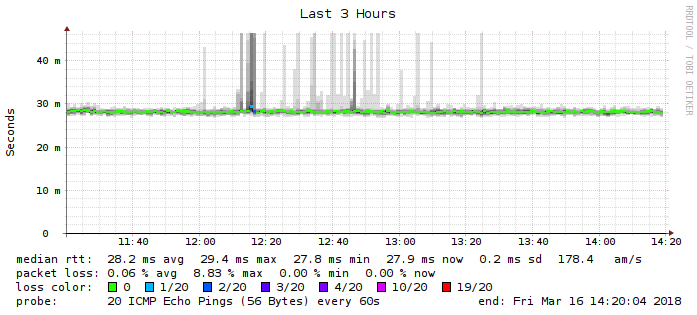 Last 3 Hours
RRDTOOL / TOBI OETIKER
Seconds
40 m
30 m
20 m
10 m
0
11:40 12:00 12:20 12:40 13:00 13:20 13:40 14:00 14:20
median rtt: 28.2 ms avg 29.4 ms max 27.8 ms min 27.9 ms now 0.2 ms sd 178.4 am/s
packet loss: 0.06 % avg 8.83 % max 0.00 % min 0.00 % now
loss color: 0 1/20 2/20 3/20 4/20 10/20 19/20
probe: 20 ICMP Echo Pings (56 Bytes) every 60s end: Fri Mar 16 14:20:04 2018